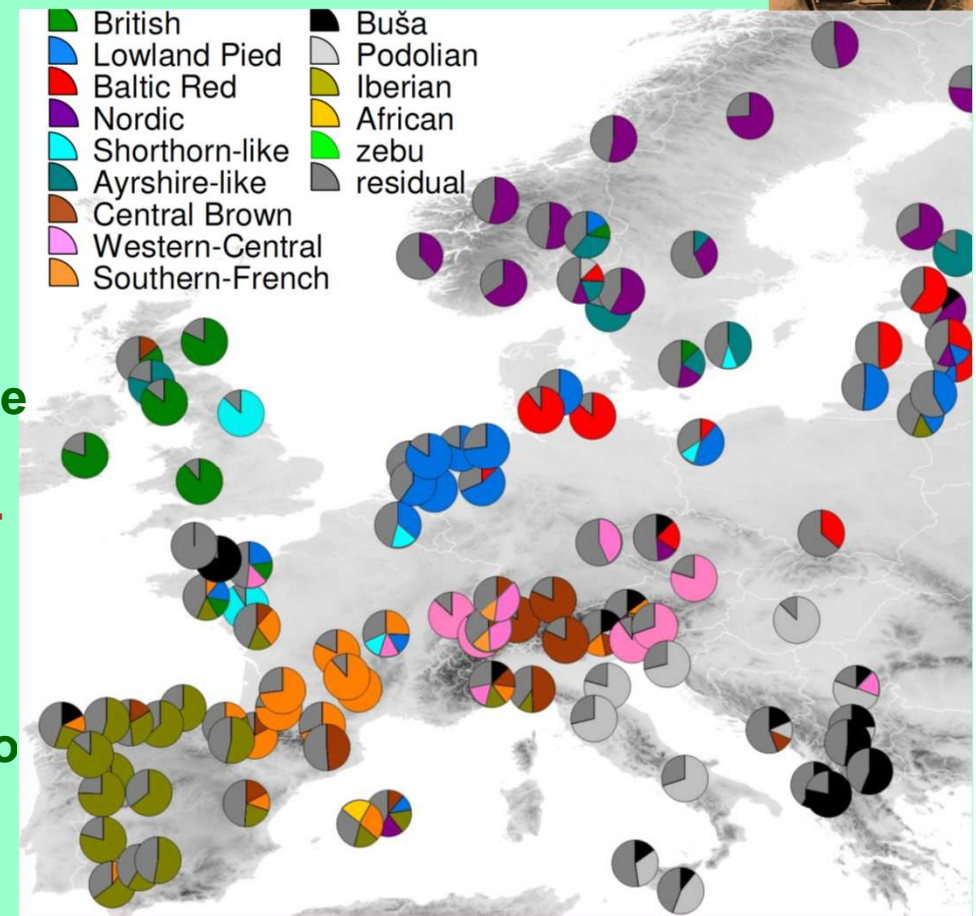 British
Lowland Pied
Baltic Red
Nordic
Shorthorn-like
Ayrshire-like
Central Brown
Western-Central
Southern-French
Buša
Podolian
Iberian
African
zebu
residual
e
o